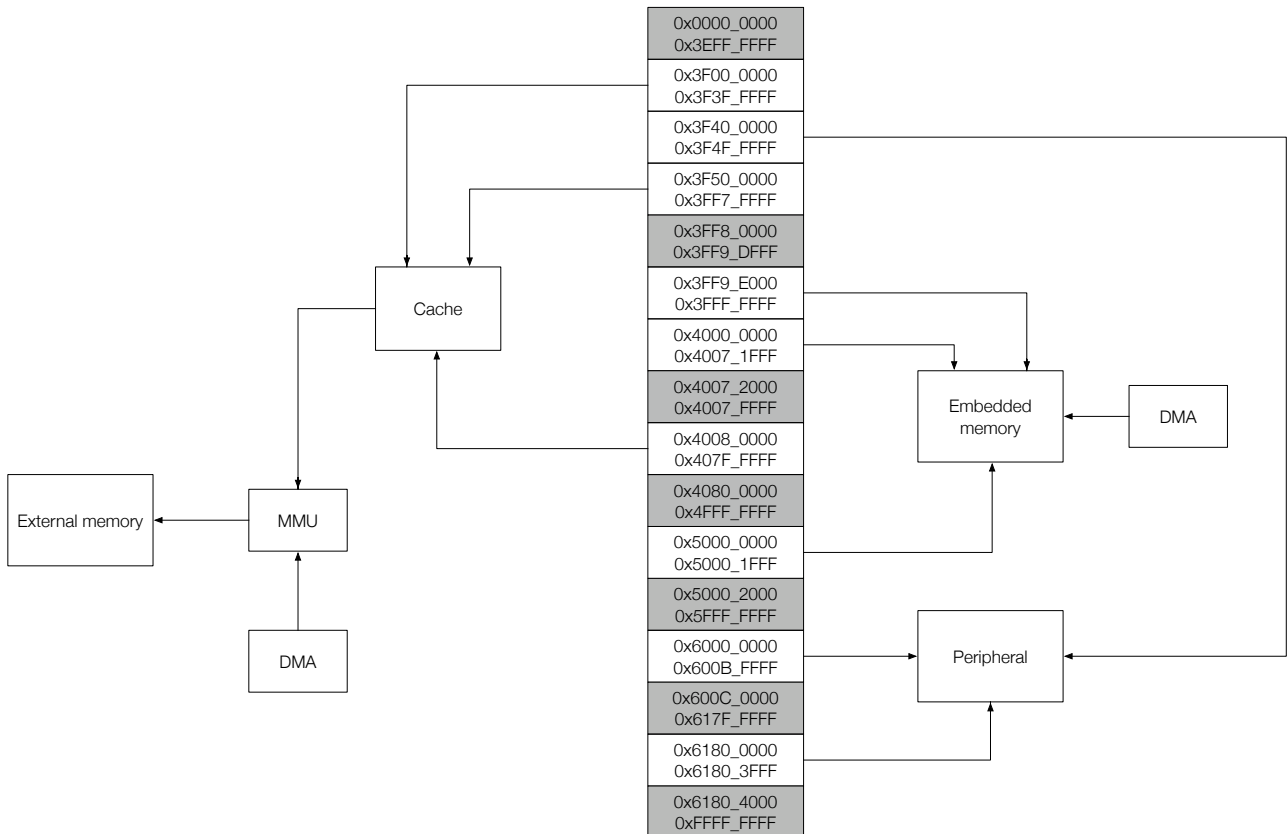 0x0000_0000
0x3EFF_FFFF
0x3F00_0000
0x3F3F_FFFF
0x3F40_0000
0x3F4F_FFFF
0x3F50_0000
0x3FF7_FFFF
0x3FF8_0000
0x3FF9_DFFF
0x3FF9_E000
0x3FFF_FFFF
0x4000_0000
0x4007_1FFF
0x4007_2000
0x4007_FFFF
0x4008_0000
0x407F_FFFF
0x4080_0000
0x4FFF_FFFF
0x5000_0000
0x5000_1FFF
0x5000_2000
0x5FFF_FFFF
0x6000_0000
0x600B_FFFF
0x600C_0000
0x617F_FFFF
0x6180_0000
0x6180_3FFF
0x6180_4000
0xFFFF_FFFF
Cache
External memory
MMU
DMA
Embedded
memory
DMA
Peripheral